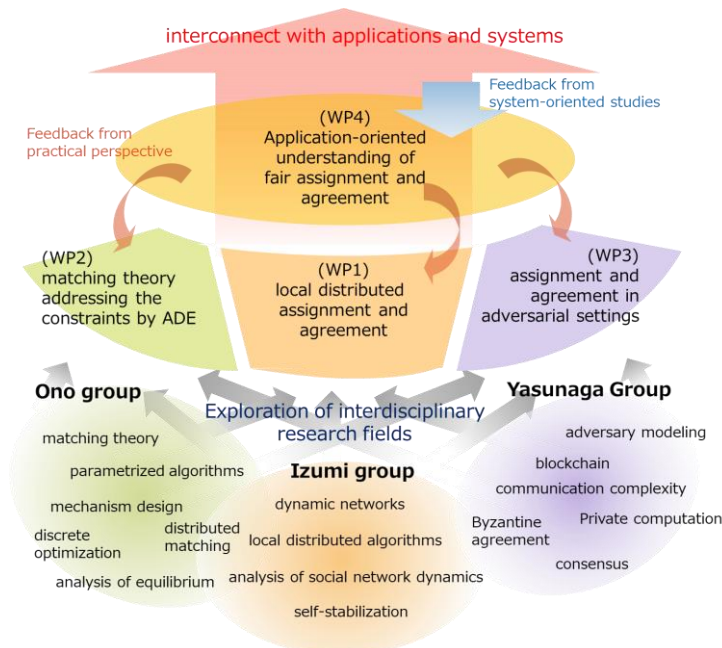 interconnect with applications and systems
Feedback from
system-oriented studies
(WP4)
Application-oriented
understanding of
fair assignment and
agreement
Feedback from
practical perspective
(WP2)
matching theory
addressing the
constraints by ADE
(WP1)
local distributed
assignment and
agreement
(WP3)
assignment and
agreement in
adversarial settings
Ono group
Yasunaga Group
Exploration of interdisciplinary
research fields
Izumi group
matching theory
parametrized algorithms
mechanism design
discrete
optimization
distributed
matching
analysis of equilibrium
dynamic networks
local distributed algorithms
analysis of social network dynamics
self-stabilization
adversary modeling
blockchain
communication complexity
Byzantine
agreement
Private computation
consensus